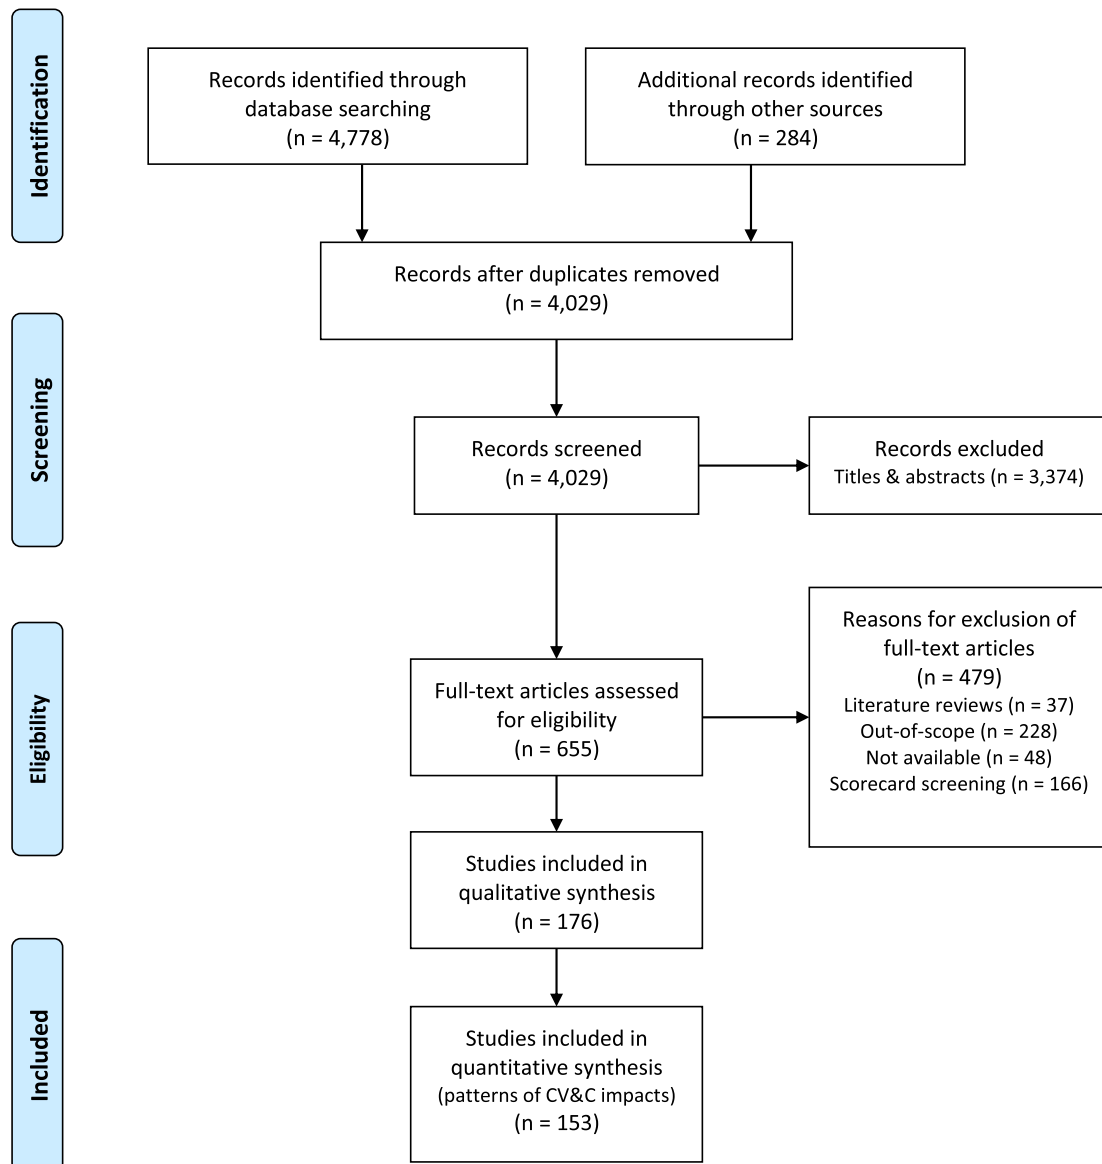 Identification
Records identified through
database searching
(n = 4,778)
Additional records identified
through other sources
(n = 284)
Records after duplicates removed
(n = 4,029)
Screening
Records screened
(n = 4,029)
Records excluded
Titles & abstracts (n = 3,374)
Eligibility
Full-text articles assessed
for eligibility
(n = 655)
Reasons for exclusion of
full-text articles
(n = 479)
Literature reviews (n = 37)
Out-of-scope (n = 228)
Not available (n = 48)
Scorecard screening (n = 166)
Studies included in
qualitative synthesis
(n = 176)
Included
Studies included in
quantitative synthesis
(patterns of CV&C impacts)
(n = 153)